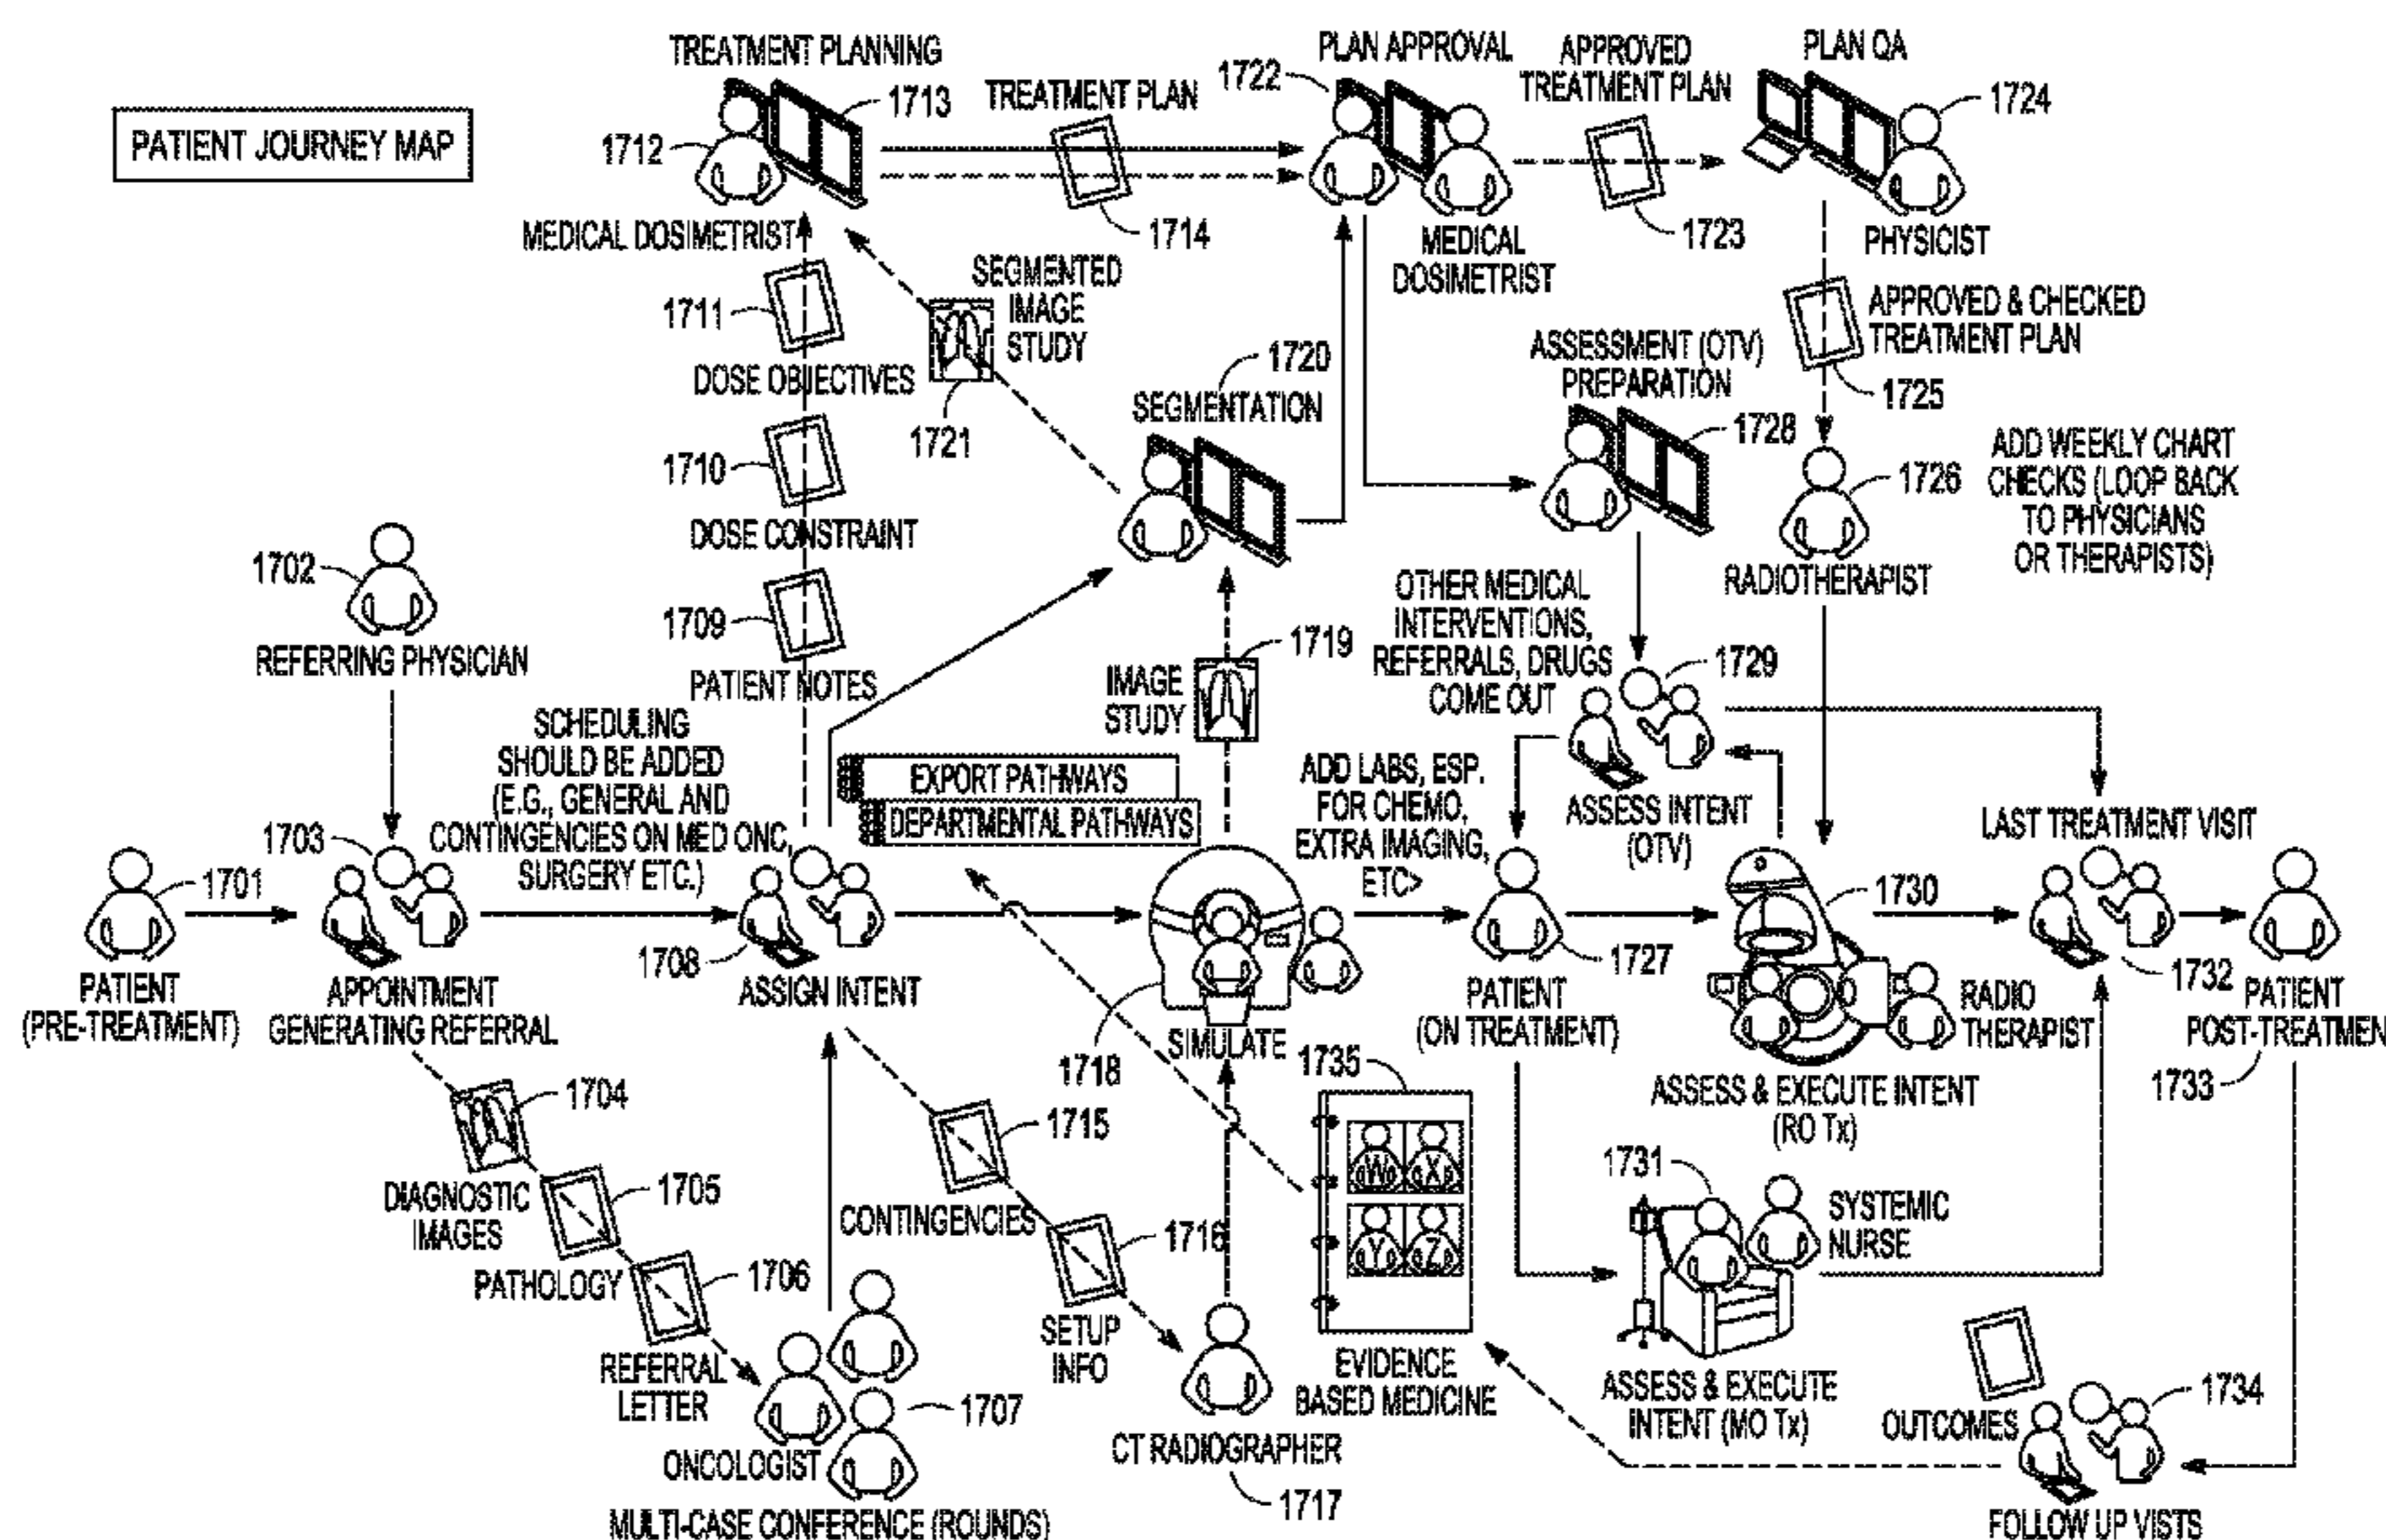 PATIENT JOURNEY MAP
TREATMENT PLANNING
1713
1712
MEDICAL DOSIMETRIST
TREATMENT PLAN
1714
PLAN APPROVAL
1722
MEDICAL
DOSIMETRIST
APPROVED
TREATMENT PLAN
1723
PLAN QA
1724
PHYSICIST
1711
DOSE OBJECTIVES
1710
DOSE CONSTRAINT
1709
PATIENT NOTES
SEGMENTED
IMAGE
STUDY
1721
1720
SEGMENTATION
ASSESSMENT (OTV)
PREPARATION
1728
APPROVED & CHECKED
TREATMENT PLAN
1725
1726
RADIOTHERAPIST
ADD WEEKLY CHART
CHECKS (LOOP BACK
TO PHYSICIANS
OR THERAPISTS)
1702
REFERRING PHYSICIAN
SCHEDULING
SHOULD BE ADDED
(E.G., GENERAL AND
CONTINGENCIES ON MED ONC,
SURGERY ETC.)
IMAGE
STUDY
1719
OTHER MEDICAL
INTERVENTIONS,
REFERRALS, DRUGS
COME OUT
1729
ASSESS INTENT
(OTV)
EXPORT PATHWAYS
DEPARTMENTAL PATHWAYS
ADD LABS, ESP.
FOR CHEMO,
EXTRA IMAGING,
ETC>
1701
PATIENT
(PRE-TREATMENT)
1703
APPOINTMENT
GENERATING REFERRAL
1708
ASSIGN INTENT
1718
SIMULATE
1727
PATIENT
(ON TREATMENT)
1730
RADIO
THERAPIST
ASSESS & EXECUTE INTENT
(RO Tx)
LAST TREATMENT VISIT
1732
PATIENT
POST-TREATMEN
1733
1704
DIAGNOSTIC
IMAGES
1705
PATHOLOGY
1706
REFERRAL
LETTER
1707
ONCOLOGIST
MULTI-CASE CONFERENCE (ROUNDS)
1715
CONTINGENCIES
1716
SETUP
INFO
CT RADIOGRAPHER
1717
1735
W X
Y Z
EVIDENCE
BASED MEDICINE
1731
SYSTEMIC
NURSE
ASSESS & EXECUTE
INTENT (MO Tx)
OUTCOMES
1734
FOLLOW UP VISTS